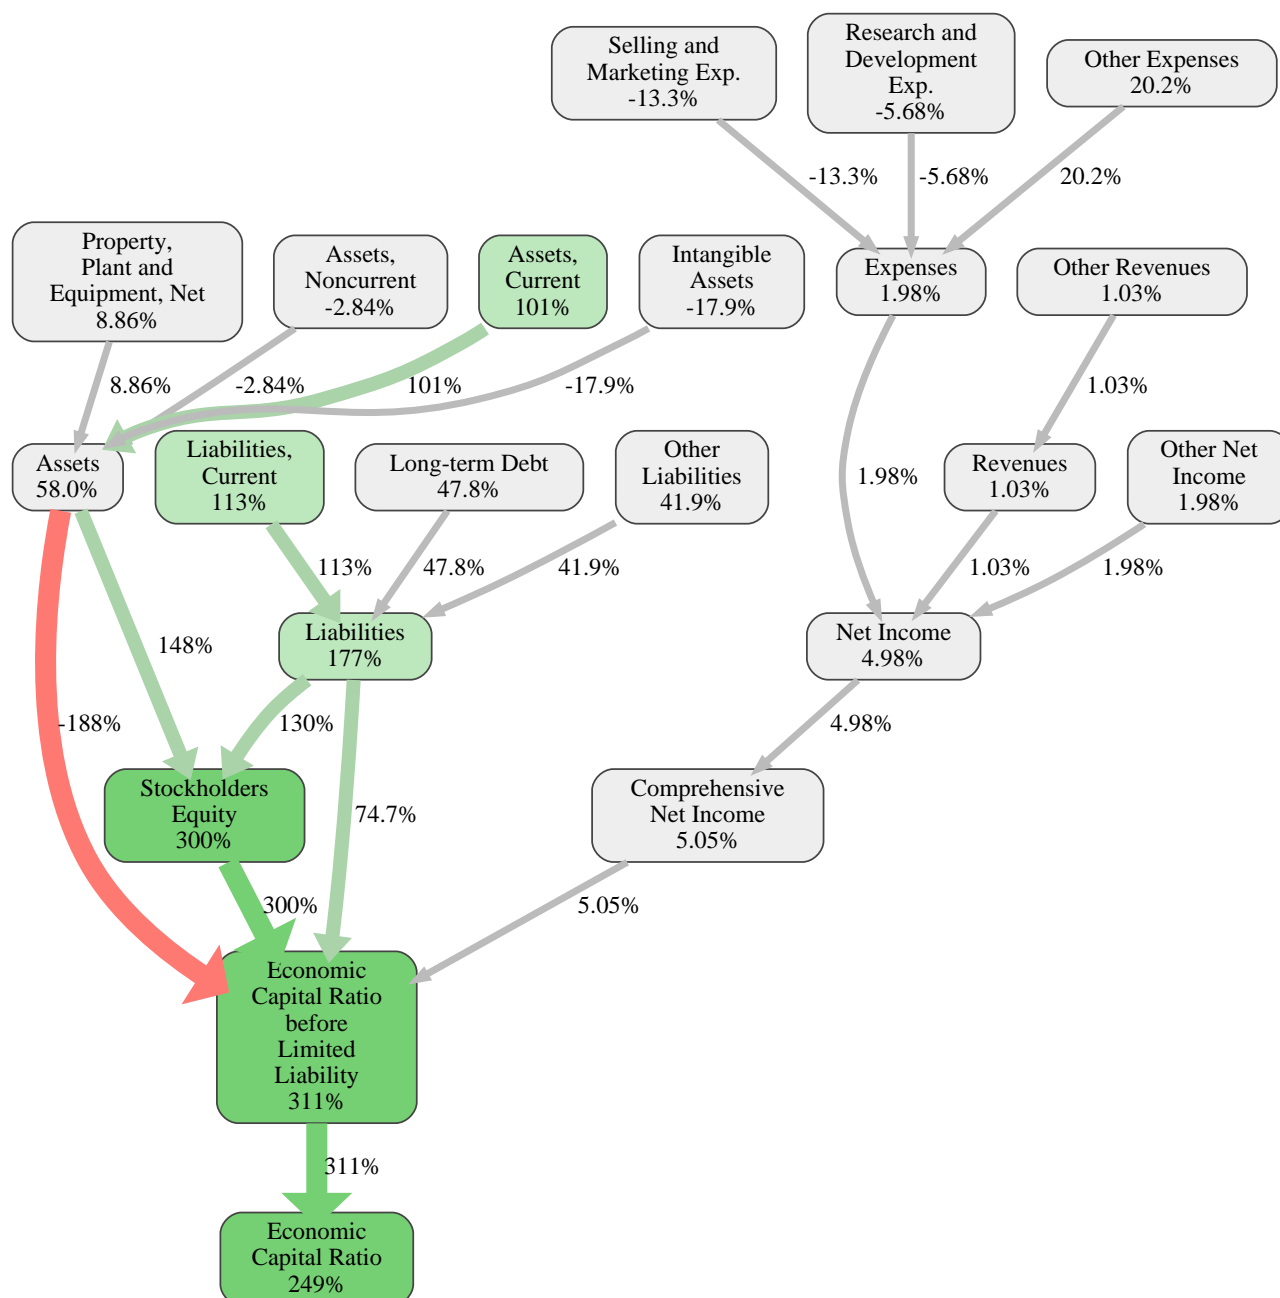 Selling and
Marketing Exp.
-13.3%
Research and
Development
Exp.
-5.68%
Other Expenses
20.2%
-13.3%
-5.68%
20.2%
Property,
Plant and
Equipment, Net
8.86%
Assets,
Noncurrent
-2.84%
Assets,
Current
101%
Intangible
Assets
-17.9%
Expenses
1.98%
Other Revenues
1.03%
8.86%
-2.84%
101%
-17.9%
1.03%
Assets
58.0%
Liabilities,
Current
113%
Long-term Debt
47.8%
Other
Liabilities
41.9%
1.98%
Revenues
1.03%
Other Net
Income
1.98%
113%
47.8%
41.9%
1.03%
1.98%
Liabilities
177%
Net Income
4.98%
148%
-188%
130%
4.98%
Stockholders
Equity
300%
74.7%
Comprehensive
Net Income
5.05%
300%
5.05%
Economic
Capital Ratio
before
Limited
Liability
311%
311%
Economic
Capital Ratio
249%